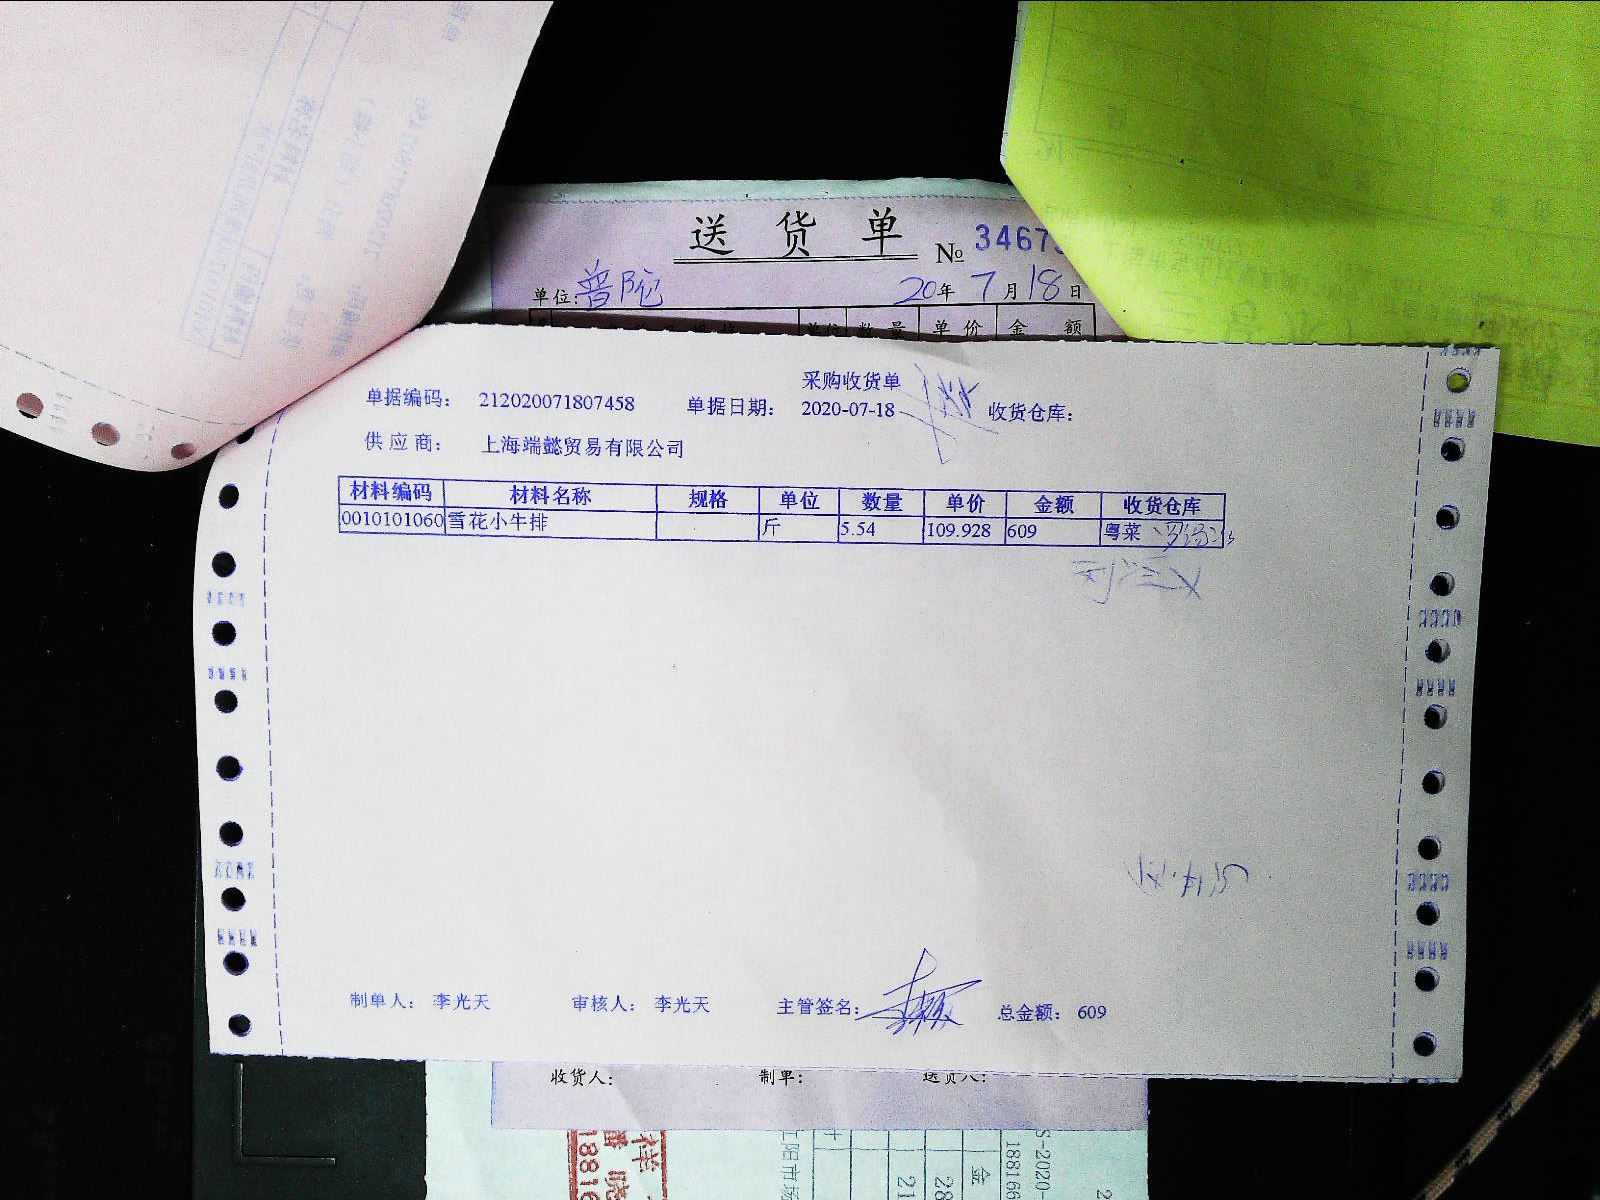 送货单
№ 3467
单位: 普陀 20年 7月 18日
单位 数量 单价 金额
采购收货单
单据编码: 212020071807458 单据日期: 2020-07-18 收货仓库:
供应商: 上海端懿贸易有限公司
材料编码 材料名称 规格 单位 数量 单价 金额 收货仓库
0010101060 雪花小牛排 斤 5.54 109.928 609 粤菜
制单人: 李光天 审核人: 李光天 主管签名: 总金额: 609
收货人: 制单: 送货人: